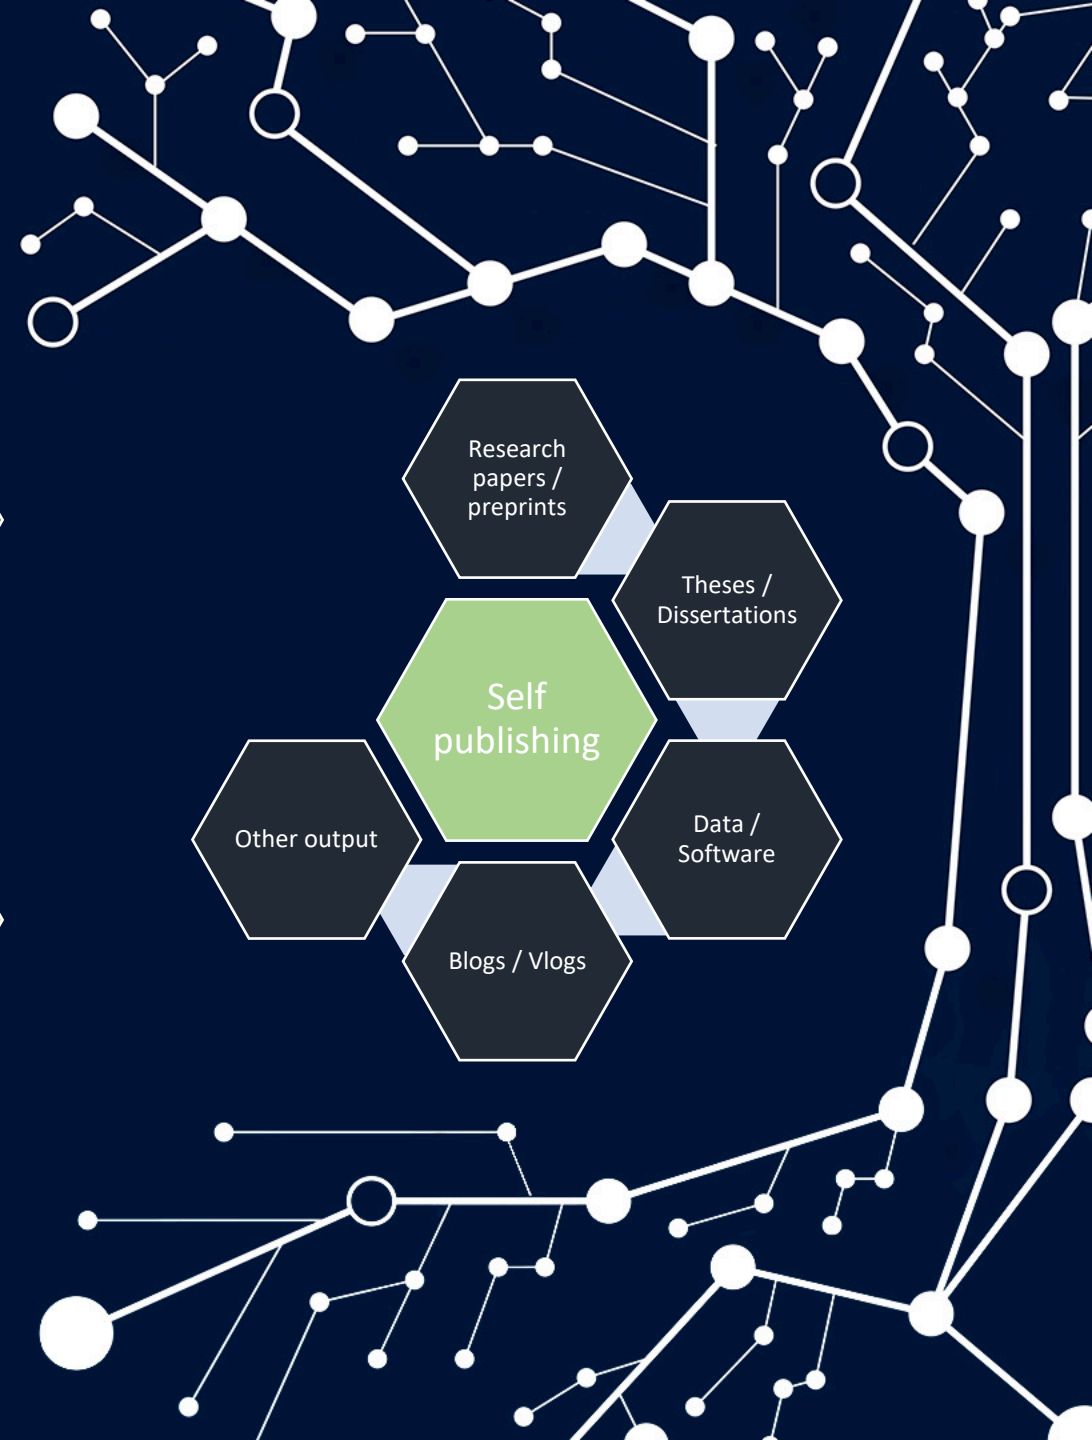 Research
papers /
preprints
Theses /
Dissertations
Self
publishing
Data /
Software
Other output
Blogs / Vlogs